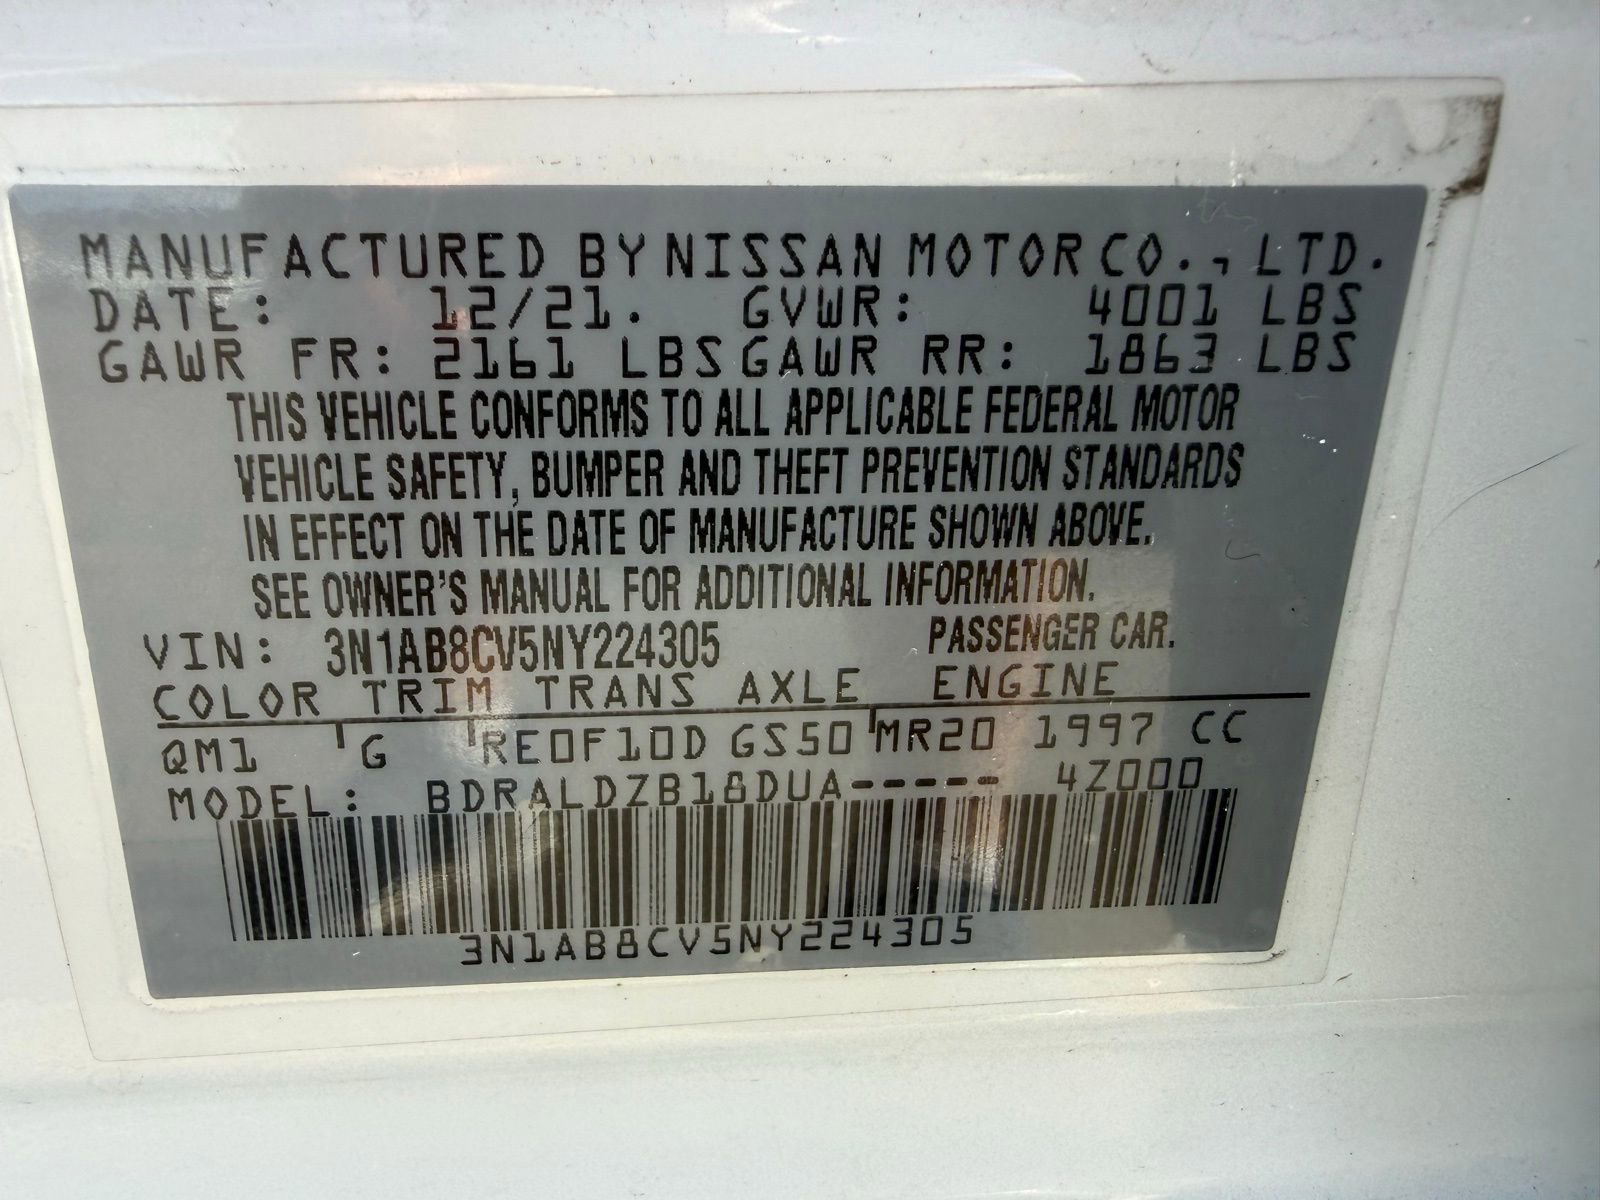 MANUFACTURED BY NISSAN MOTOR CO., LTD.
DATE: 12/21. GVWR: 4001 LBS
GAWR FR: 2161 LBS GAWR RR: 1863 LBS
THIS VEHICLE CONFORMS TO ALL APPLICABLE FEDERAL MOTOR
VEHICLE SAFETY, BUMPER AND THEFT PREVENTION STANDARDS
IN EFFECT ON THE DATE OF MANUFACTURE SHOWN ABOVE.
SEE OWNER'S MANUAL FOR ADDITIONAL INFORMATION.
VIN: 3N1AB8CV5NY224305 PASSENGER CAR.
COLOR TRIM TRANS AXLE ENGINE
QM1 G RE0F10D GS50 MR20 1997 CC
MODEL: BDRALDZB18DUA----- 4Z000
3N1AB8CV5NY224305